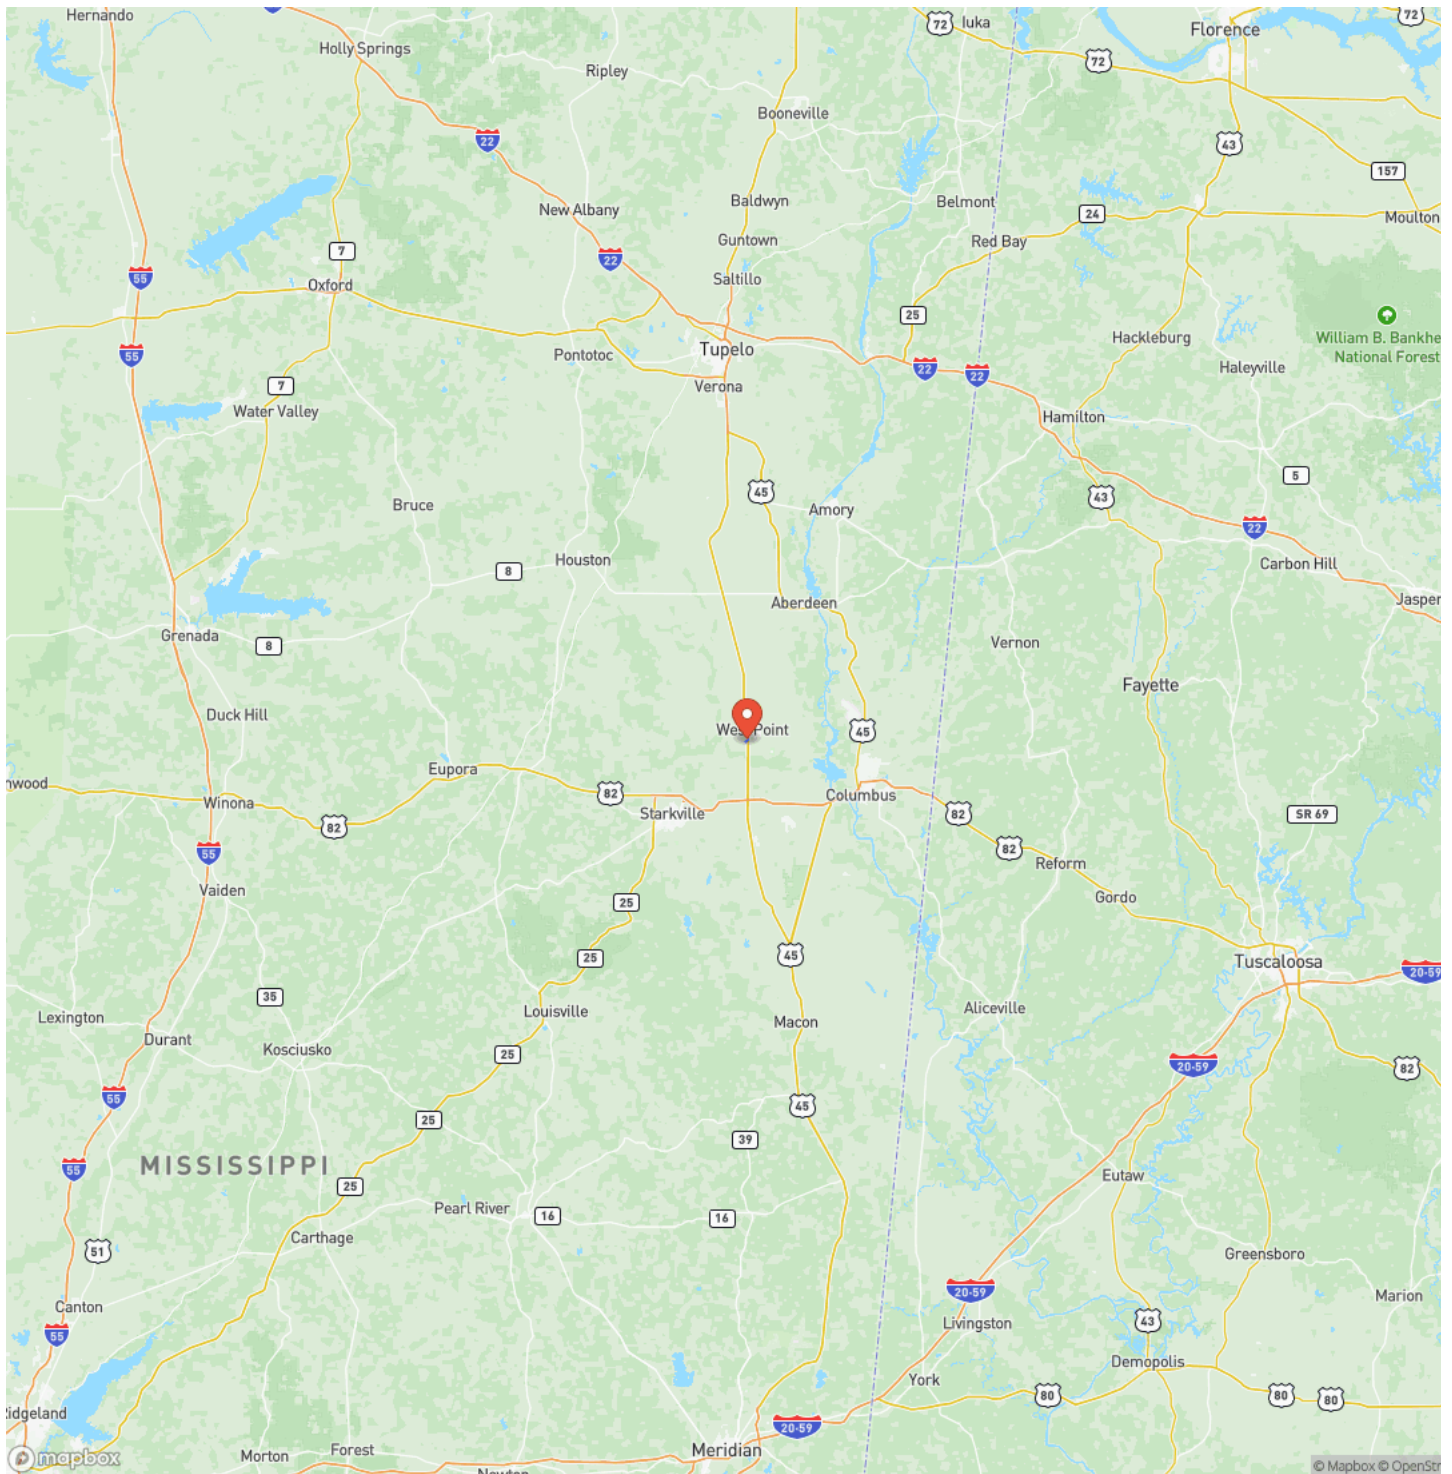 Hernando
72
Iuka
72
Florence
Holly Springs
72
Ripley
Booneville
22
43
157
New Albany
Baldwyn
Belmont
24
Moulton
Guntown
Red Bay
7
22
Saltillo
55
Oxford
25
William B. Bankhe
National Forest
Hackleburg
55
Pontotoc
Tupelo
22
22
Haleyville
7
Verona
Water Valley
Hamilton
5
45
43
Bruce
Amory
22
Houston
8
Carbon Hill
Aberdeen
Jasper
Grenada
8
Vernon
Fayette
Duck Hill
West Point
45
Eupora
nwood
82
Winona
Columbus
82
Starkville
82
SR 69
55
82
Reform
Vaiden
25
Gordo
25
45
Tuscaloosa
20-59
35
Lexington
Louisville
Macon
Aliceville
Durant
Kosciusko
25
20-59
82
55
45
25
39
MISSISSIPPI
55
25
Eutaw
Pearl River
16
16
Carthage
51
Greensboro
20-59
Canton
Marion
55
Livingston
43
Demopolis
York
80
80
80
Ridgeland
20-59
Meridian
Morton
Forest
mapbox
Newton
© Mapbox © OpenStr